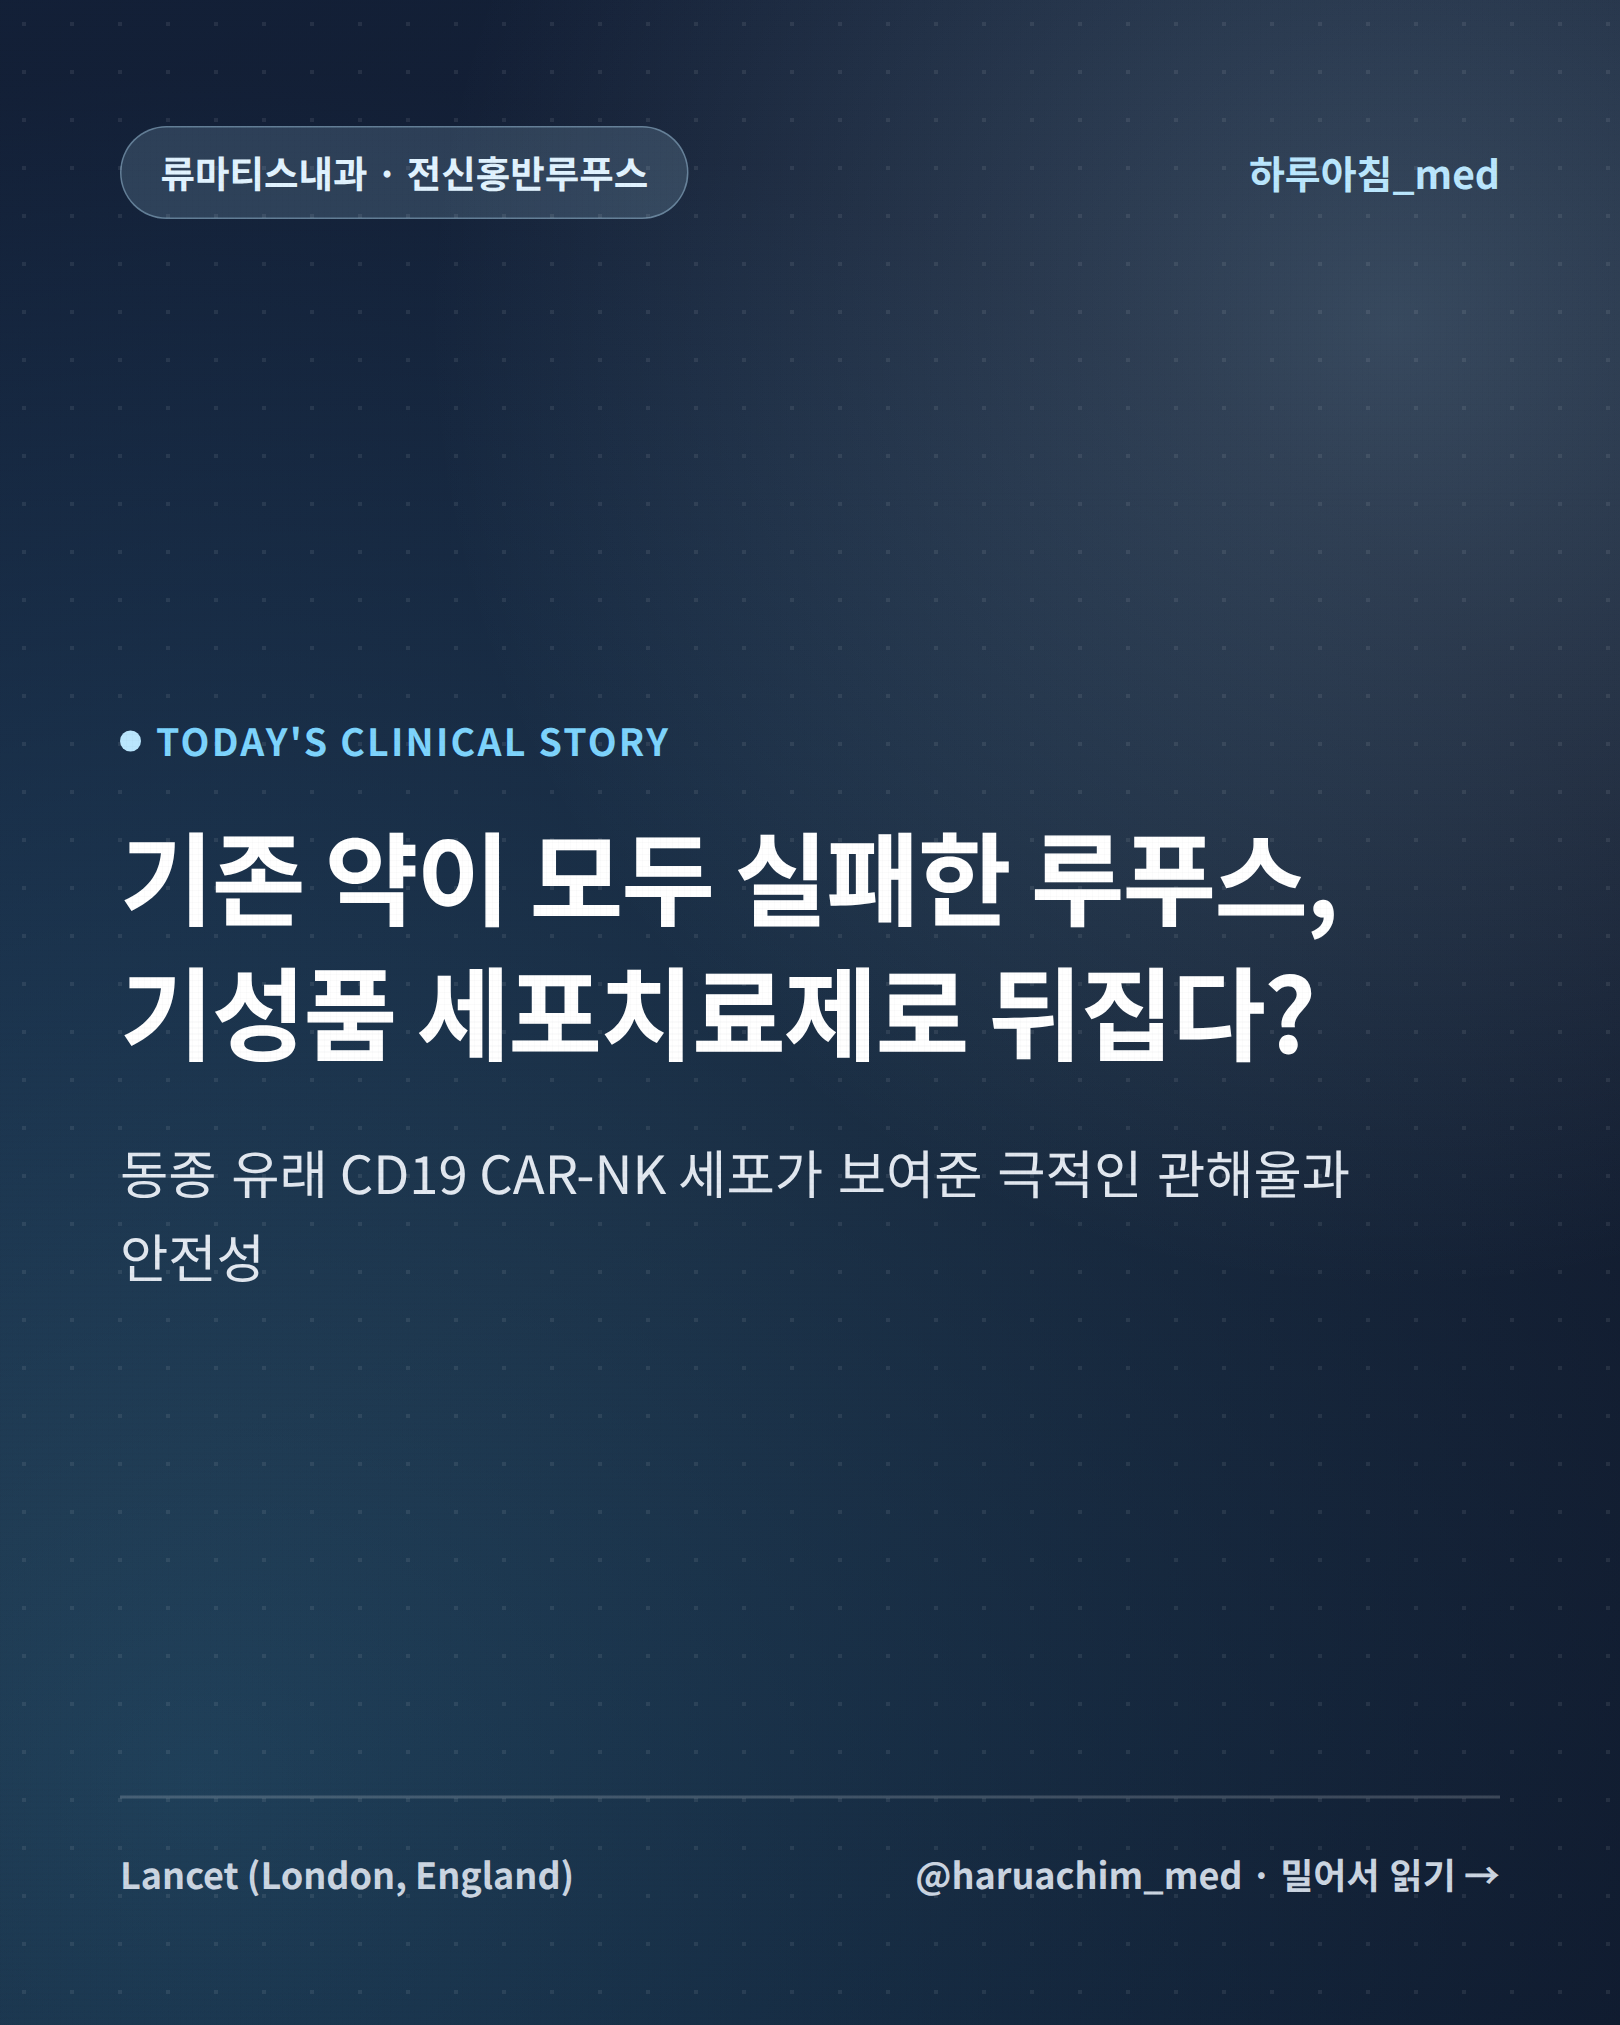 류마티스내과 · 전신홍반루푸스
하루아침_med
TODAY'S CLINICAL STORY
기존 약이 모두 실패한 루푸스,
기성품 세포치료제로 뒤집다?
동종 유래 CD19 CAR-NK 세포가 보여준 극적인 관해율과
안전성
Lancet (London, England)
@haruachim_med · 밀어서 읽기 →